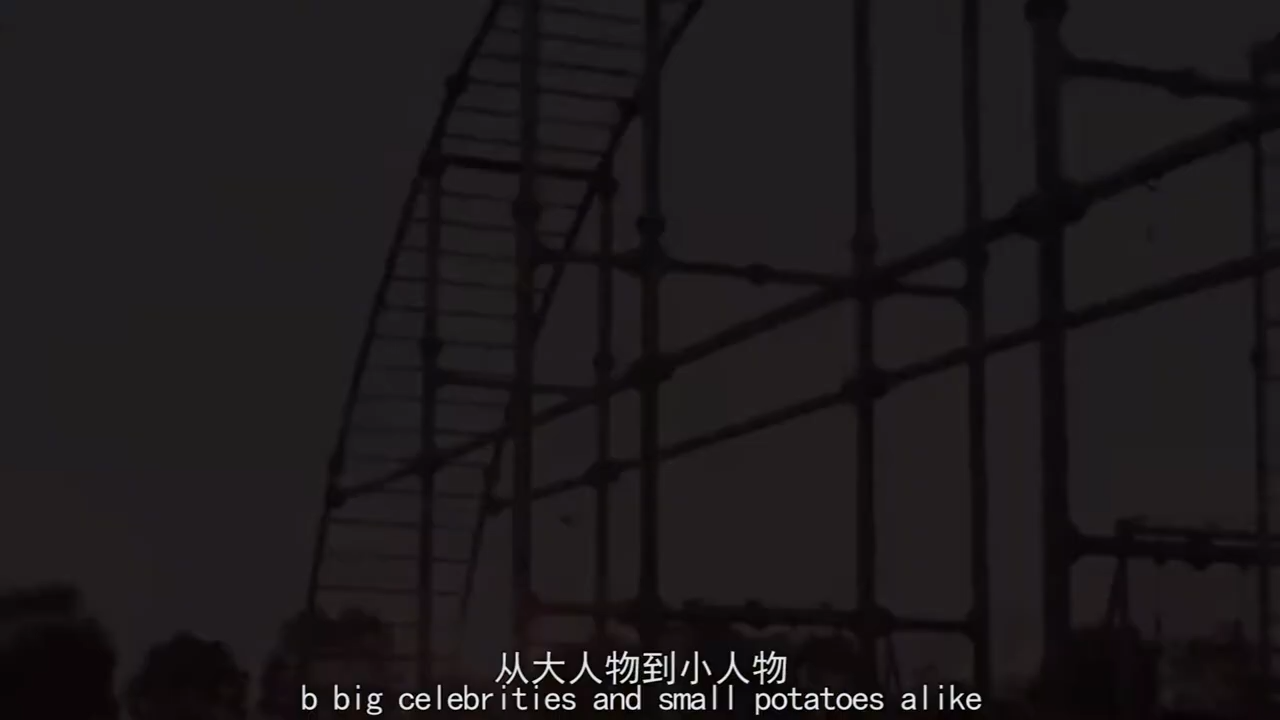 从大人物到小人物
b big celebrities and small potatoes alike